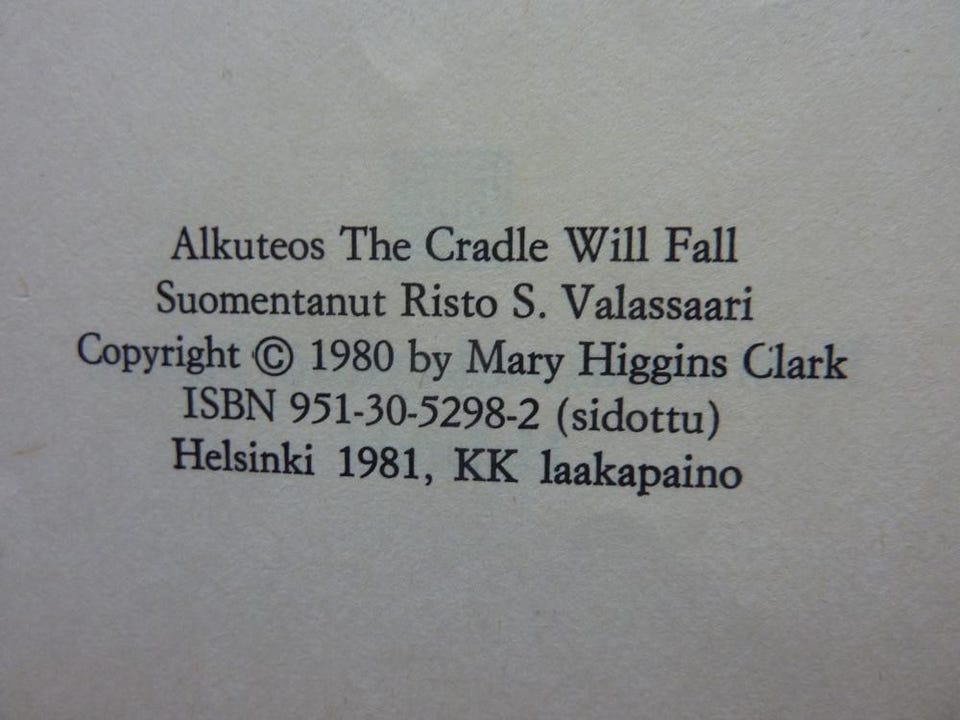 Alkuteos The Cradle Will Fall
Suomentanut Risto S. Valassaari
Copyright © 1980 by Mary Higgins Clark
ISBN 951-30-5298-2 (sidottu)
Helsinki 1981, KK laakapaino